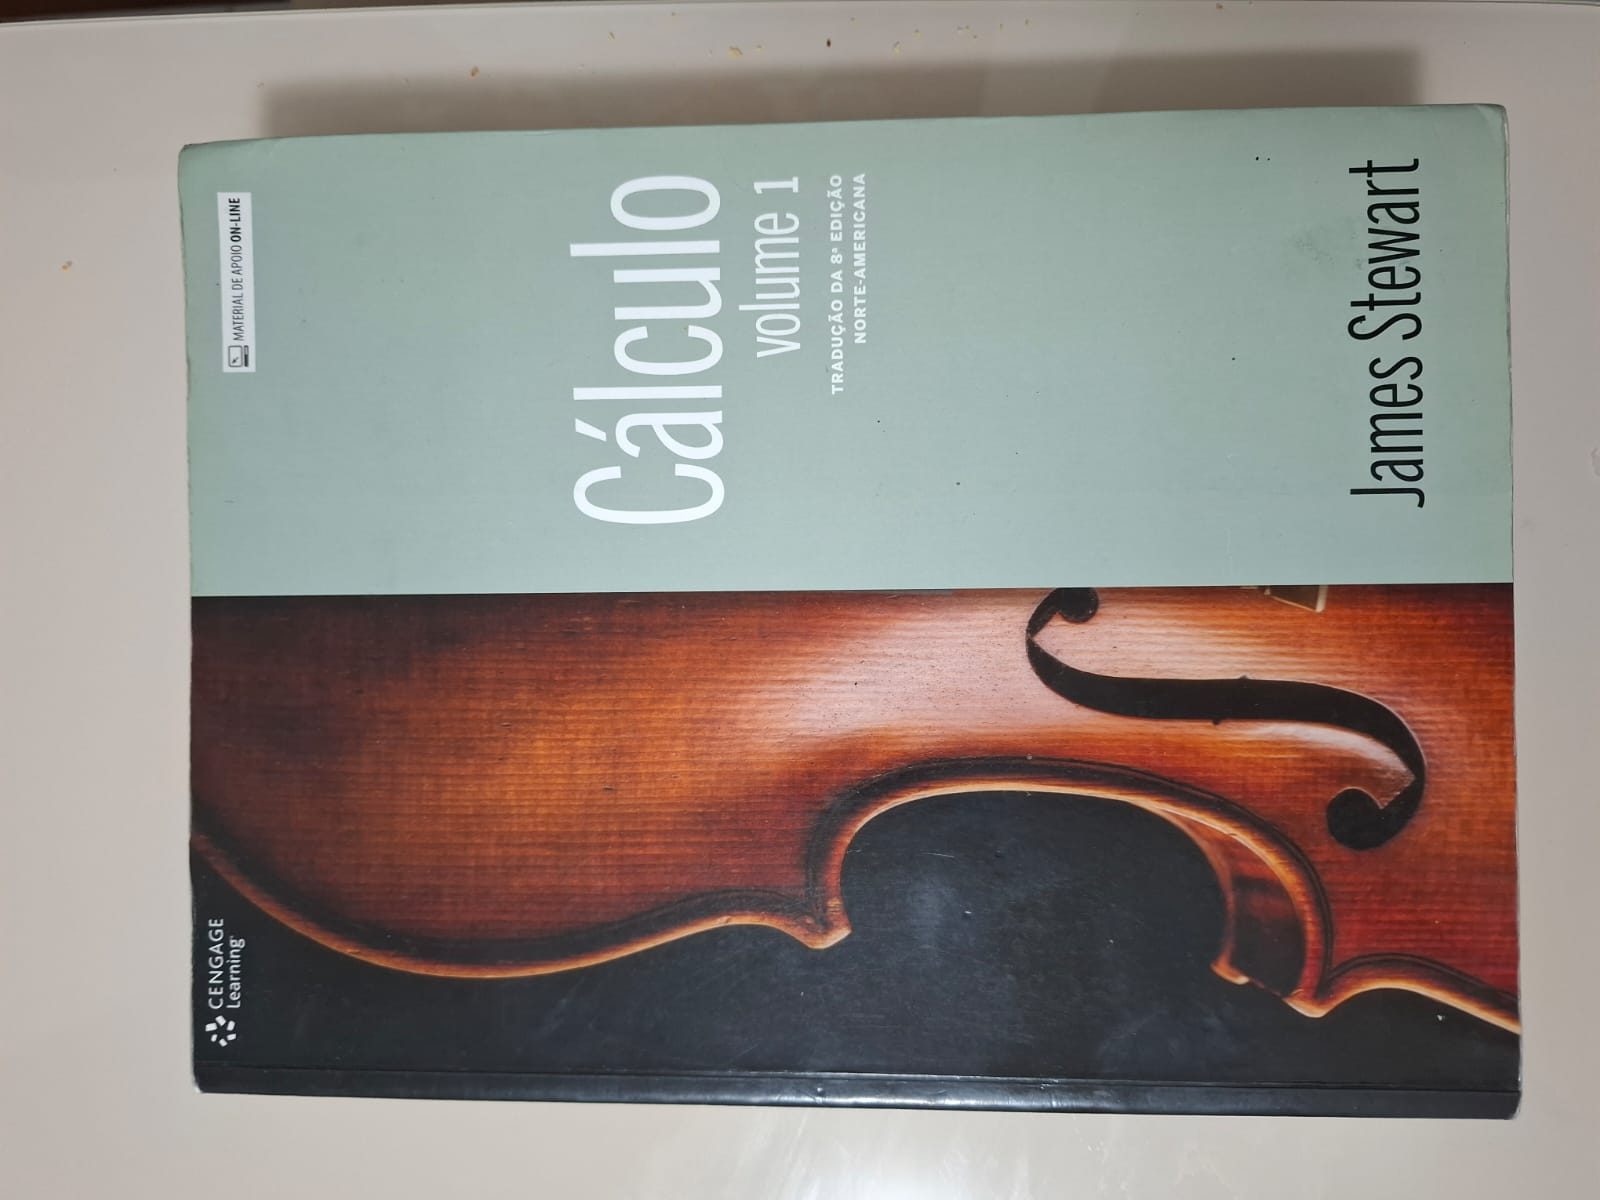 MATERIAL DE APOIO ON-LINE
Cálculo
volume 1
TRADUÇÃO DA 8ª EDIÇÃO
NORTE-AMERICANA
James Stewart
CENGAGE
Learning